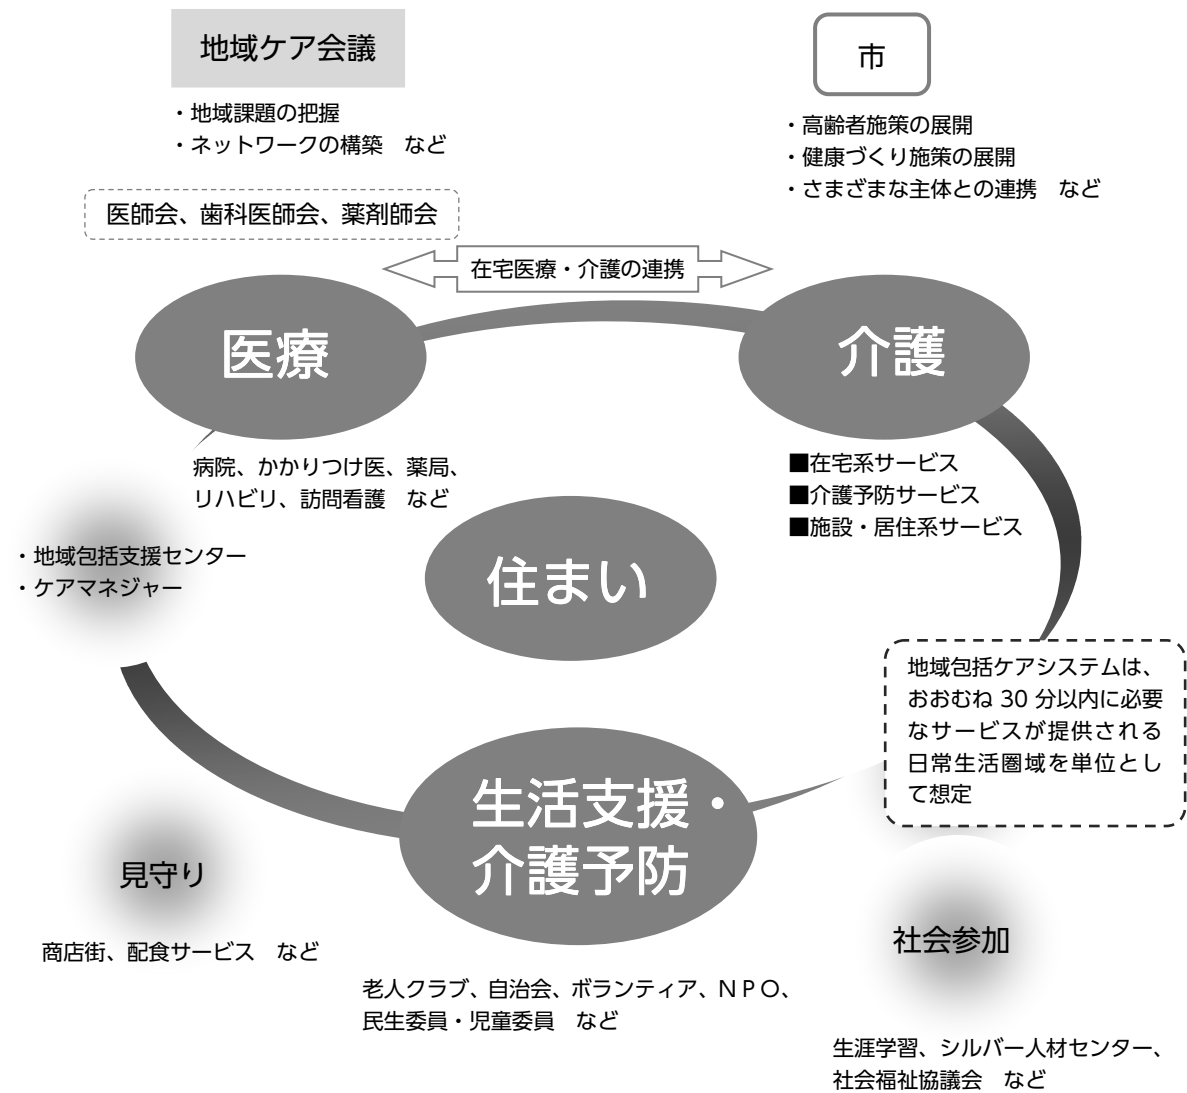 地域ケア会議
・地域課題の把握
・ネットワークの構築　など
市
・高齢者施策の展開
・健康づくり施策の展開
・さまざまな主体との連携　など
医師会、歯科医師会、薬剤師会
在宅医療・介護の連携
医療
介護
病院、かかりつけ医、薬局、
リハビリ、訪問看護　など
■在宅系サービス
■介護予防サービス
■施設・居住系サービス
・地域包括支援センター
・ケアマネジャー
住まい
地域包括ケアシステムは、
おおむね 30 分以内に必要
なサービスが提供される
日常生活圏域を単位とし
て想定
生活支援・
介護予防
見守り
商店街、配食サービス　など
社会参加
老人クラブ、自治会、ボランティア、ＮＰＯ、
民生委員・児童委員　など
生涯学習、シルバー人材センター、
社会福祉協議会　など